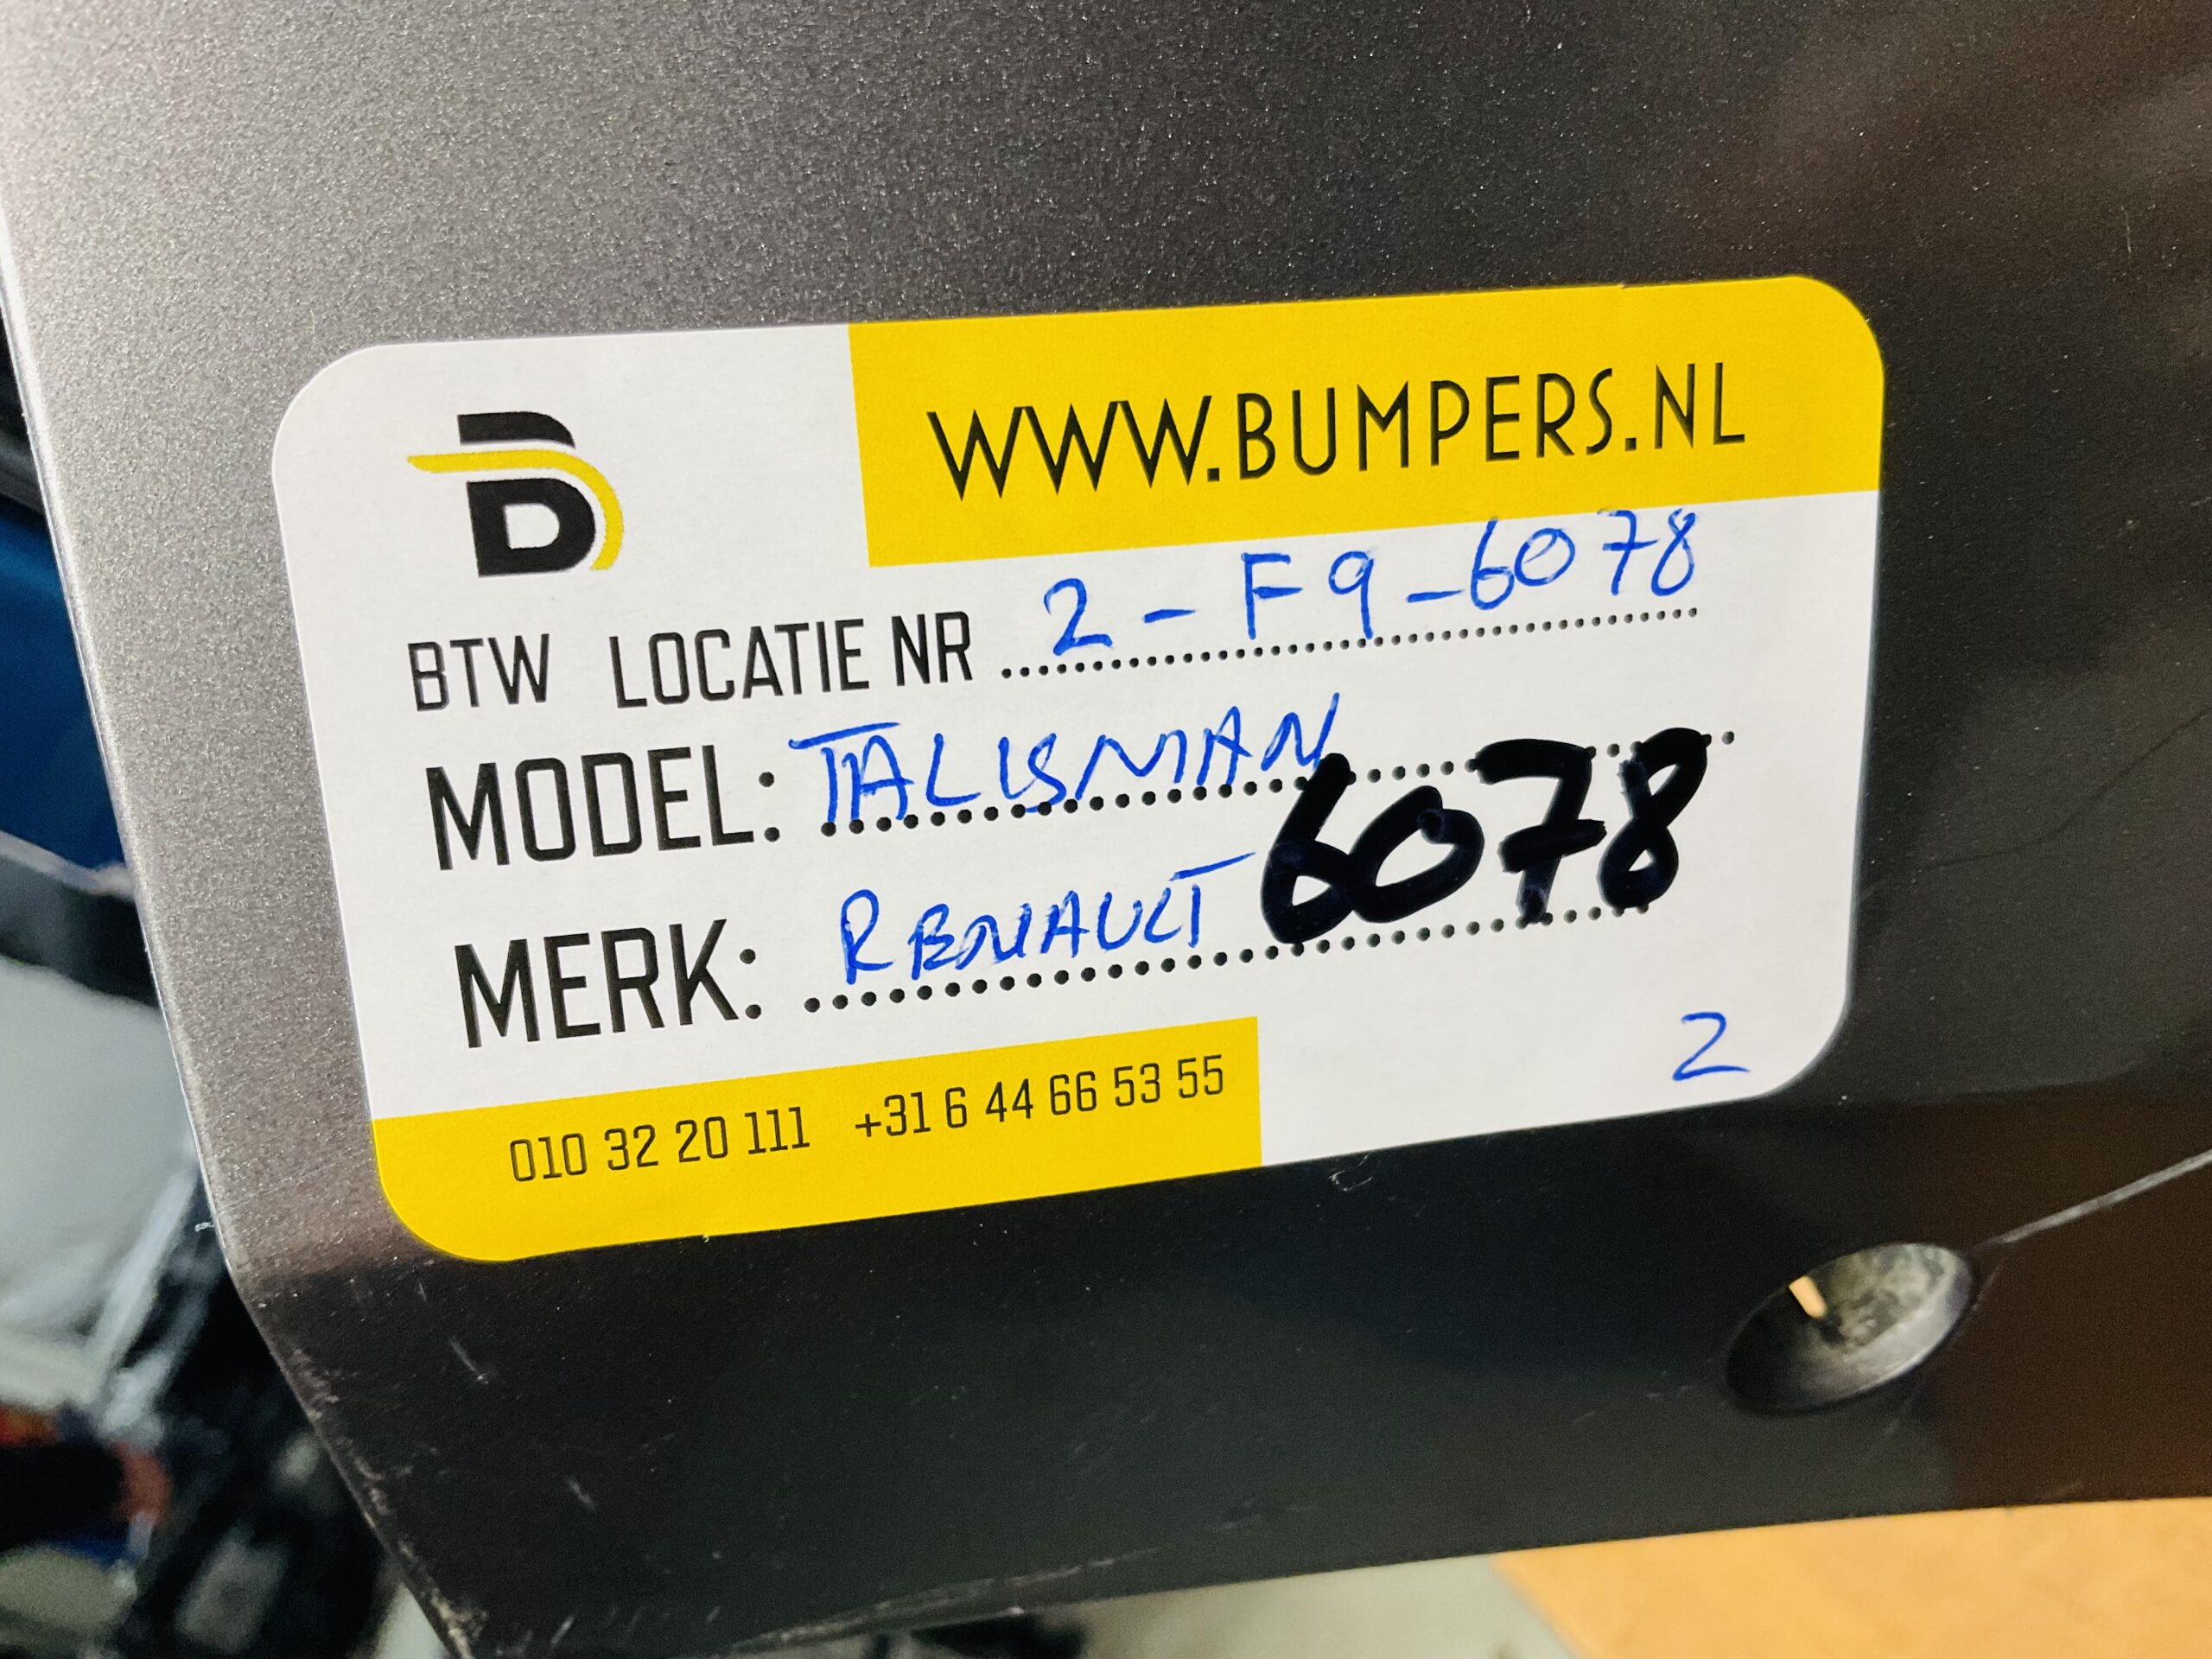 WWW.BUMPERS.NL
BTW LOCATIE NR 2-F9-6078
MODEL: TALISMAN
MERK: RENAULT 6078
2
010 32 20 111 +31 6 44 66 53 55